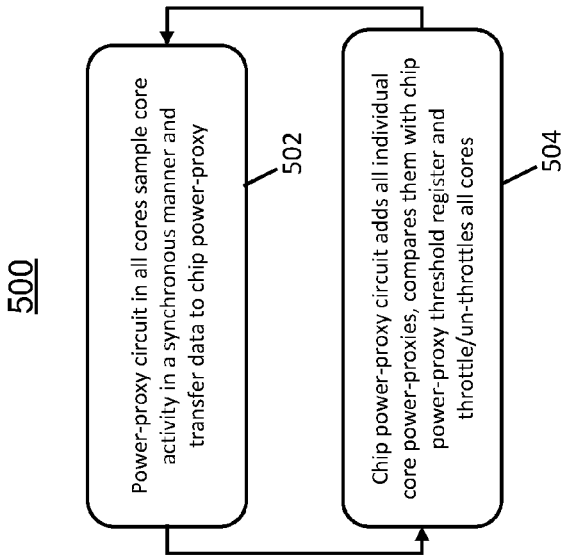 500
Power-proxy circuit in all cores sample core
activity in a synchronous manner and
transfer data to chip power-proxy
502
Chip power-proxy circuit adds all individual
core power-proxies, compares them with chip
power-proxy threshold register and
throttle/un-throttles all cores
504